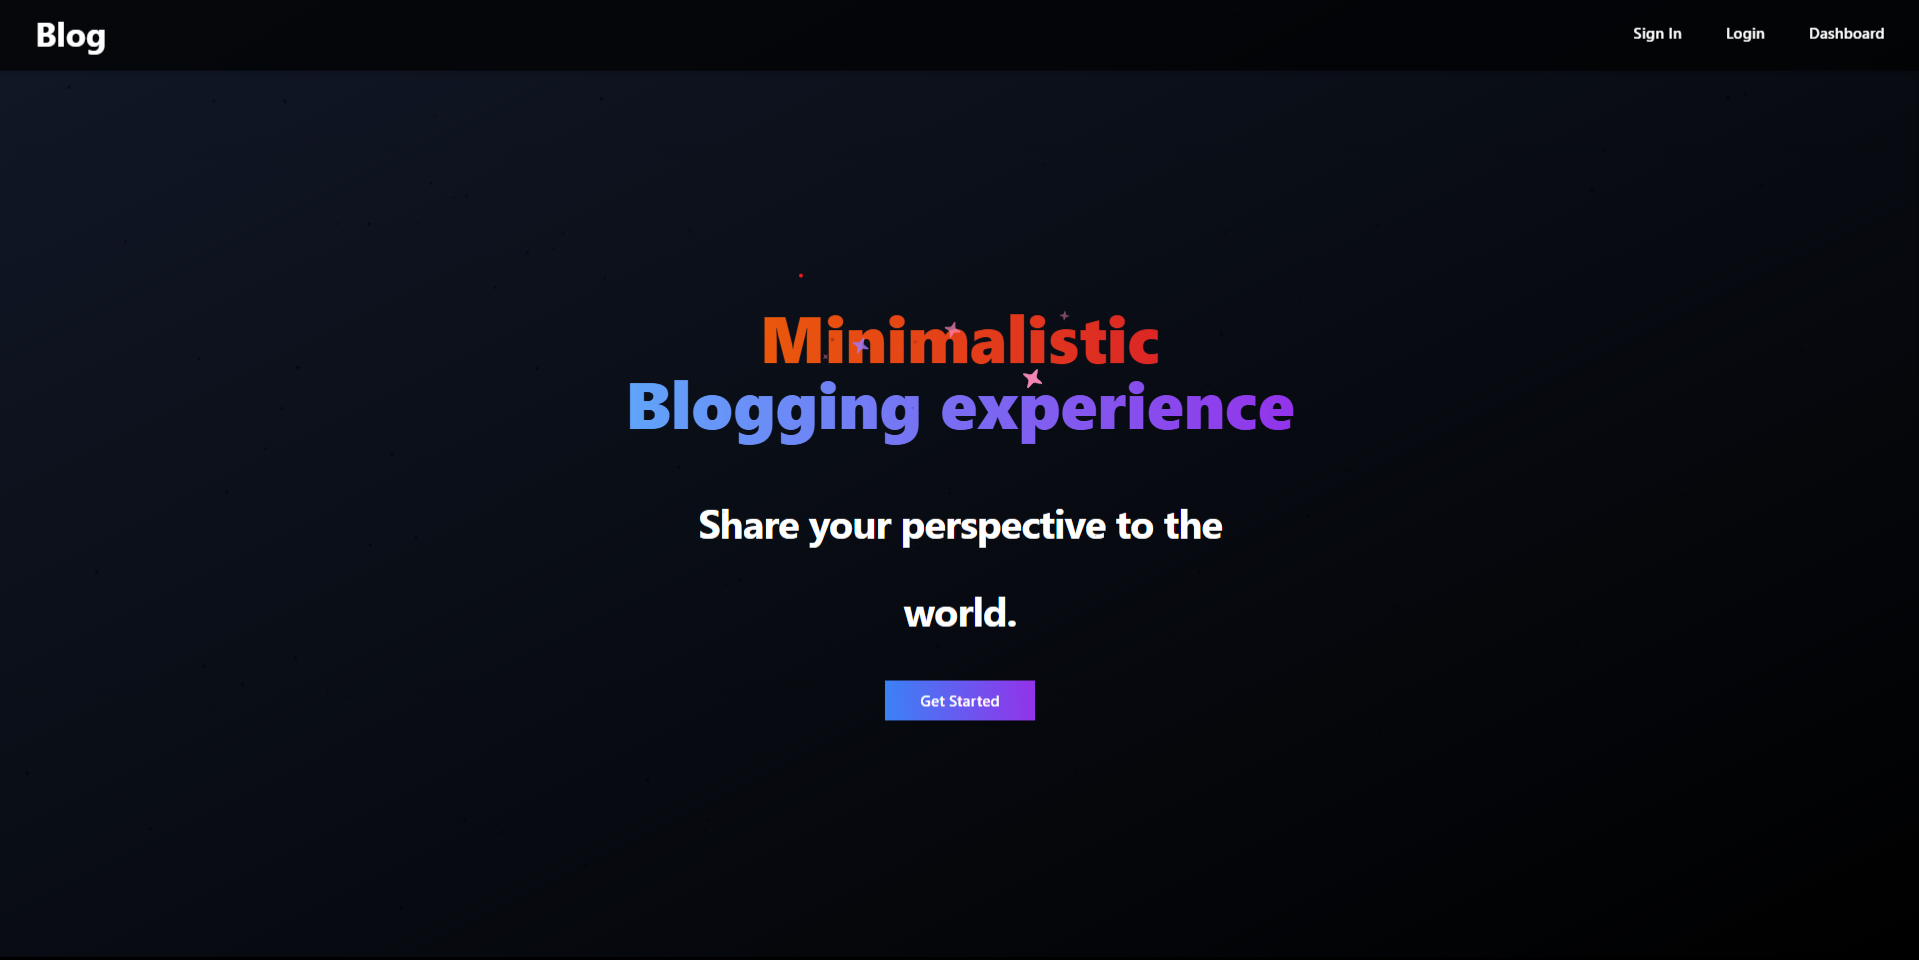 Blog
Sign In
Login
Dashboard
Minimalistic
Blogging experience
Share your perspective to the
world.
Get Started